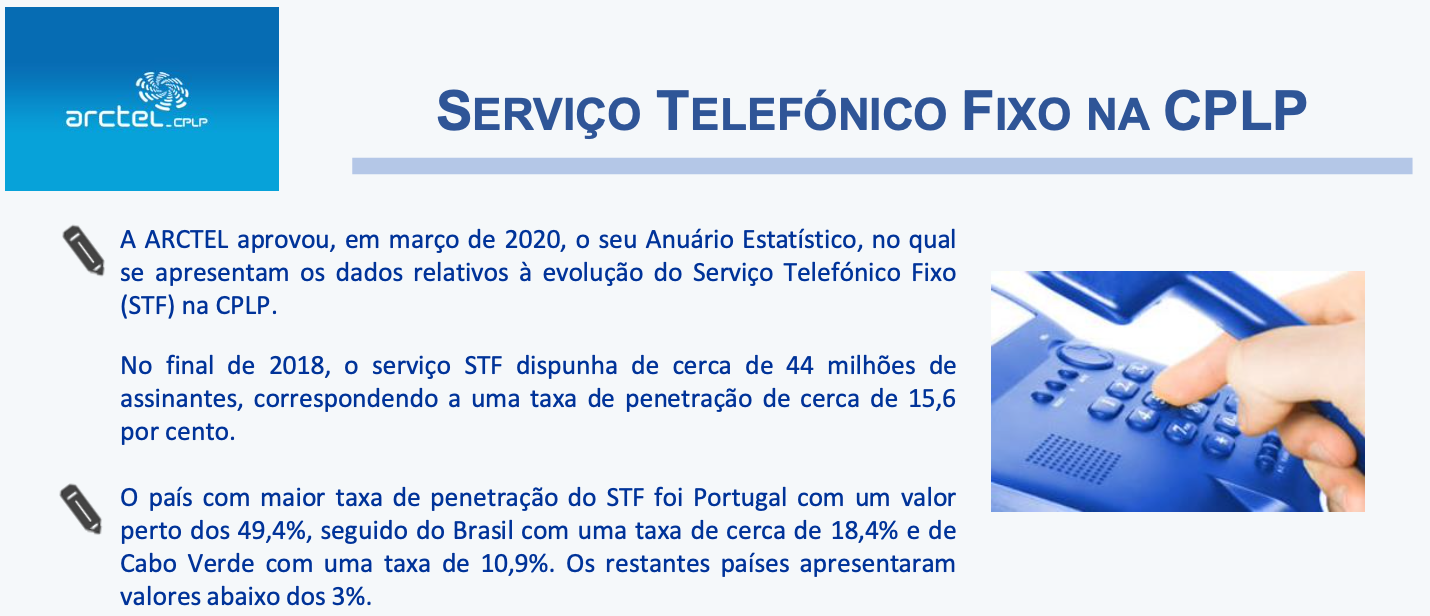 arctel_CPLP
SERVIÇO TELEFÓNICO FIXO NA CPLP
A ARCTEL aprovou, em março de 2020, o seu Anuário Estatístico, no qual
se apresentam os dados relativos à evolução do Serviço Telefónico Fixo
(STF) na CPLP.
No final de 2018, o serviço STF dispunha de cerca de 44 milhões de
assinantes, correspondendo a uma taxa de penetração de cerca de 15,6
por cento.
O país com maior taxa de penetração do STF foi Portugal com um valor
perto dos 49,4%, seguido do Brasil com uma taxa de cerca de 18,4% e de
Cabo Verde com uma taxa de 10,9%. Os restantes países apresentaram
valores abaixo dos 3%.